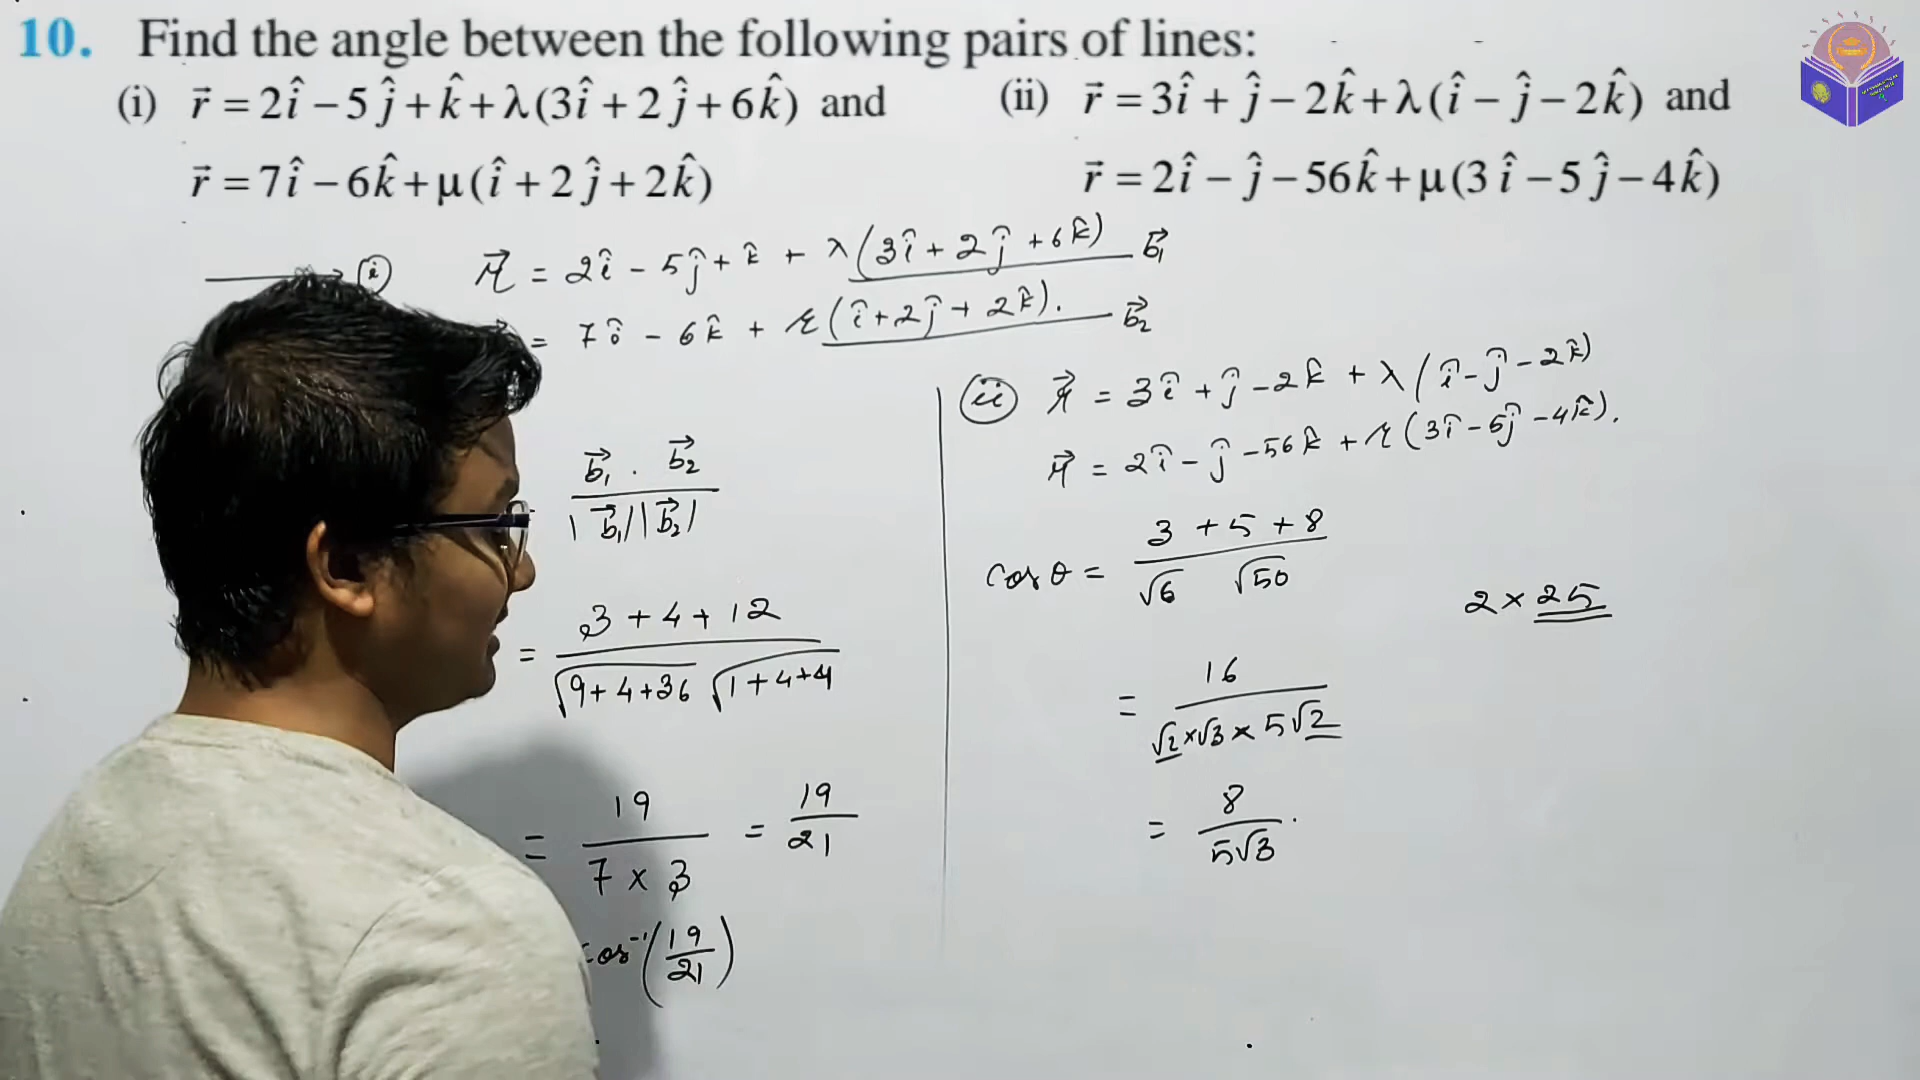 10. Find the angle between the following pairs of lines:
(i) r⃗ = 2î − 5ĵ + k̂ + λ(3î + 2ĵ + 6k̂) and
r⃗ = 7î − 6k̂ + μ(î + 2ĵ + 2k̂)
(ii) r⃗ = 3î + ĵ − 2k̂ + λ(î − ĵ − 2k̂) and
r⃗ = 2î − ĵ − 56k̂ + μ(3î − 5ĵ − 4k̂)
(i) r⃗ = 2î − 5ĵ + k̂ + λ(3î + 2ĵ + 6k̂) b⃗₁
= 7î − 6k̂ + μ(î + 2ĵ + 2k̂). b⃗₂
b⃗₁ . b⃗₂
|b⃗₁||b⃗₂|
= 3 + 4 + 12
√9+4+36 √1+4+4
= 19 = 19
7 × 3 21
cos⁻¹(19/21)
(ii) r⃗ = 3î + ĵ − 2k̂ + λ(î − ĵ − 2k̂)
r⃗ = 2î − ĵ − 56k̂ + μ(3î − 5ĵ − 4k̂).
cos θ = 3 + 5 + 8
√6 √50
2 × 25
= 16
√2 × √3 × 5√2
= 8
5√3